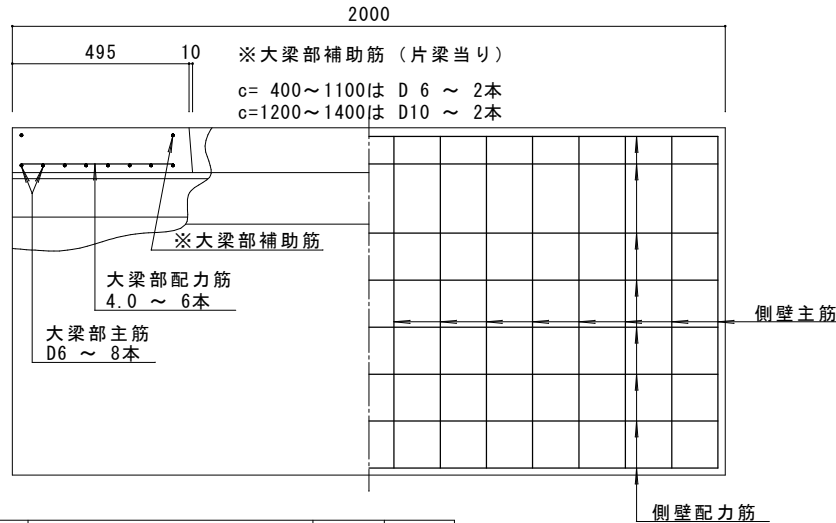 2000
495
10
※大梁部補助筋（片梁当り）
c= 400～1100は D 6 ～ 2本
c=1200～1400は D10 ～ 2本
※大梁部補助筋
大梁部配力筋
4.0 ～ 6本
大梁部主筋
D6 ～ 8本
側壁主筋
側壁配力筋